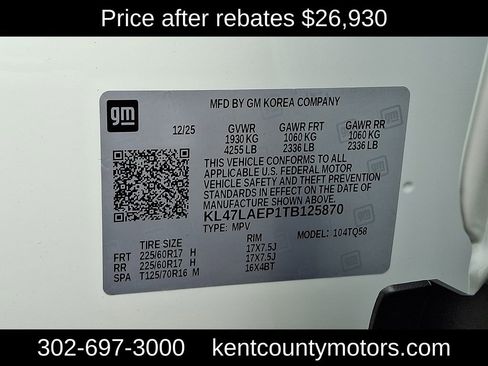 Price after rebates $26,930
gm
MFD BY GM KOREA COMPANY
12/25 GVWR GAWR FRT GAWR RR
1930 KG 1060 KG 1060 KG
4255 LB 2336 LB 2336 LB
THIS VEHICLE CONFORMS TO ALL
APPLICABLE U.S. FEDERAL MOTOR
VEHICLE SAFETY AND THEFT PREVENTION
STANDARDS IN EFFECT ON THE DATE OF
MANUFACTURE SHOWN ABOVE.
KL47LAEP1TB125870
TYPE: MPV MODEL: 104TQ58
TIRE SIZE RIM
FRT 225/60R17 H 17X7.5J
RR 225/60R17 H 17X7.5J
SPA T125/70R16 M 16X4BT
302-697-3000 kentcountymotors.com